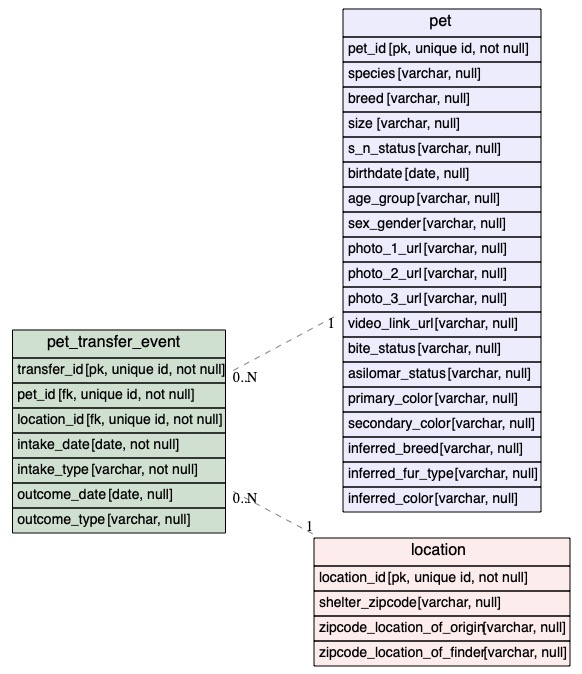 pet
pet_id [pk, unique id, not null]
species [varchar, null]
breed [varchar, null]
size [varchar, null]
s_n_status [varchar, null]
birthdate [date, null]
age_group [varchar, null]
sex_gender [varchar, null]
photo_1_url [varchar, null]
photo_2_url [varchar, null]
photo_3_url [varchar, null]
video_link_url [varchar, null]
bite_status [varchar, null]
asilomar_status [varchar, null]
primary_color [varchar, null]
secondary_color [varchar, null]
inferred_breed [varchar, null]
inferred_fur_type [varchar, null]
inferred_color [varchar, null]
1
0..N
pet_transfer_event
transfer_id [pk, unique id, not null]
pet_id [fk, unique id, not null]
location_id [fk, unique id, not null]
intake_date [date, not null]
intake_type [varchar, not null]
outcome_date [date, null]
outcome_type [varchar, null]
0..N
1
location
location_id [pk, unique id, not null]
shelter_zipcode [varchar, null]
zipcode_location_of_origin [varchar, null]
zipcode_location_of_finder [varchar, null]